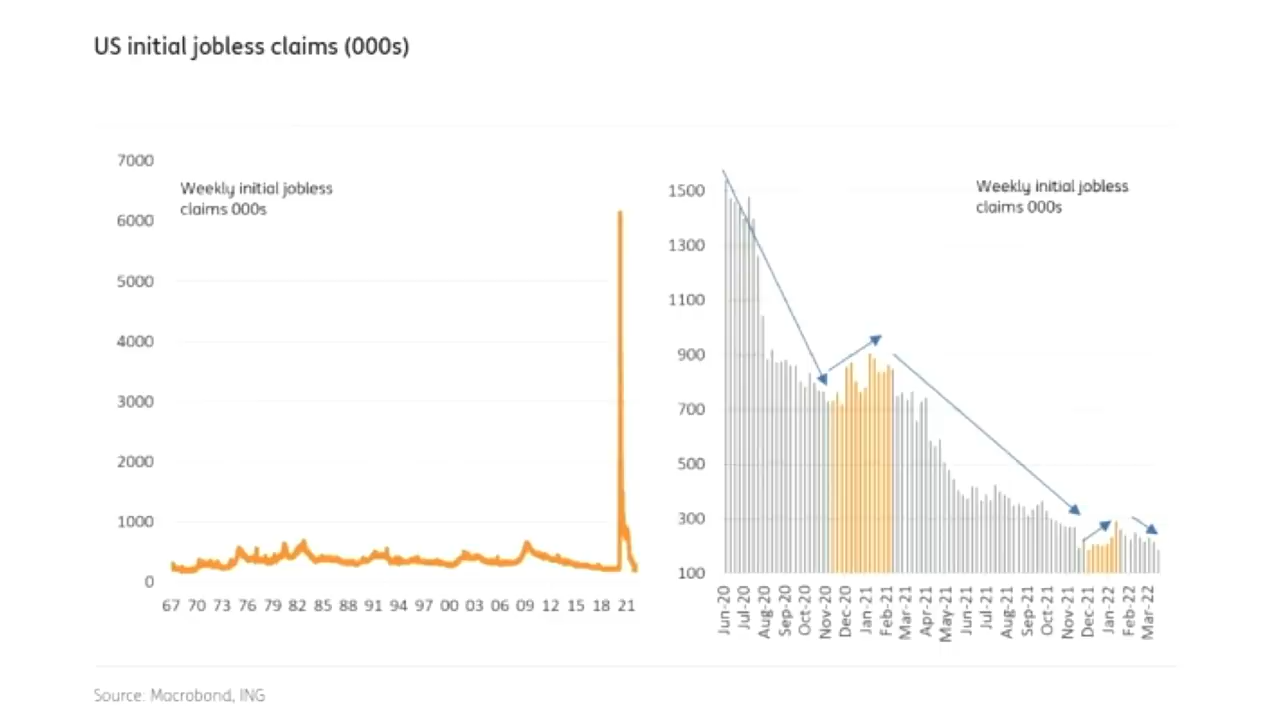 US initial jobless claims (000s)
7000
6000
5000
4000
3000
2000
1000
0
Weekly initial jobless
claims 000s
67 70 73 76 79 82 85 88 91 94 97 00 03 06 09 12 15 18 21
1500
1300
1100
900
700
500
300
100
Weekly initial jobless
claims 000s
Jun-20
Jul-20
Aug-20
Sep-20
Oct-20
Nov-20
Dec-20
Jan-21
Feb-21
Mar-21
Apr-21
May-21
Jun-21
Jul-21
Aug-21
Sep-21
Oct-21
Nov-21
Dec-21
Jan-22
Feb-22
Mar-22
Source: Macrobond, ING